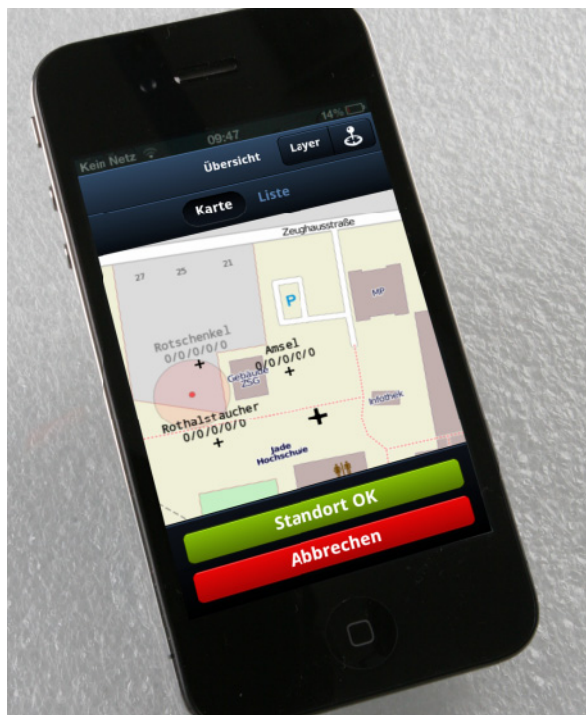 Kein Netz 09:47 14%
Übersicht Layer
Karte Liste
Zeughausstraße
27 25 21
P MP
Rotschenkel
0/0/0/0/0
Amsel
0/0/0/0/0
Gebäude
ZSG
Infothek
Rothalstaucher
0/0/0/0/0
Jade
Hochschule
Standort OK
Abbrechen